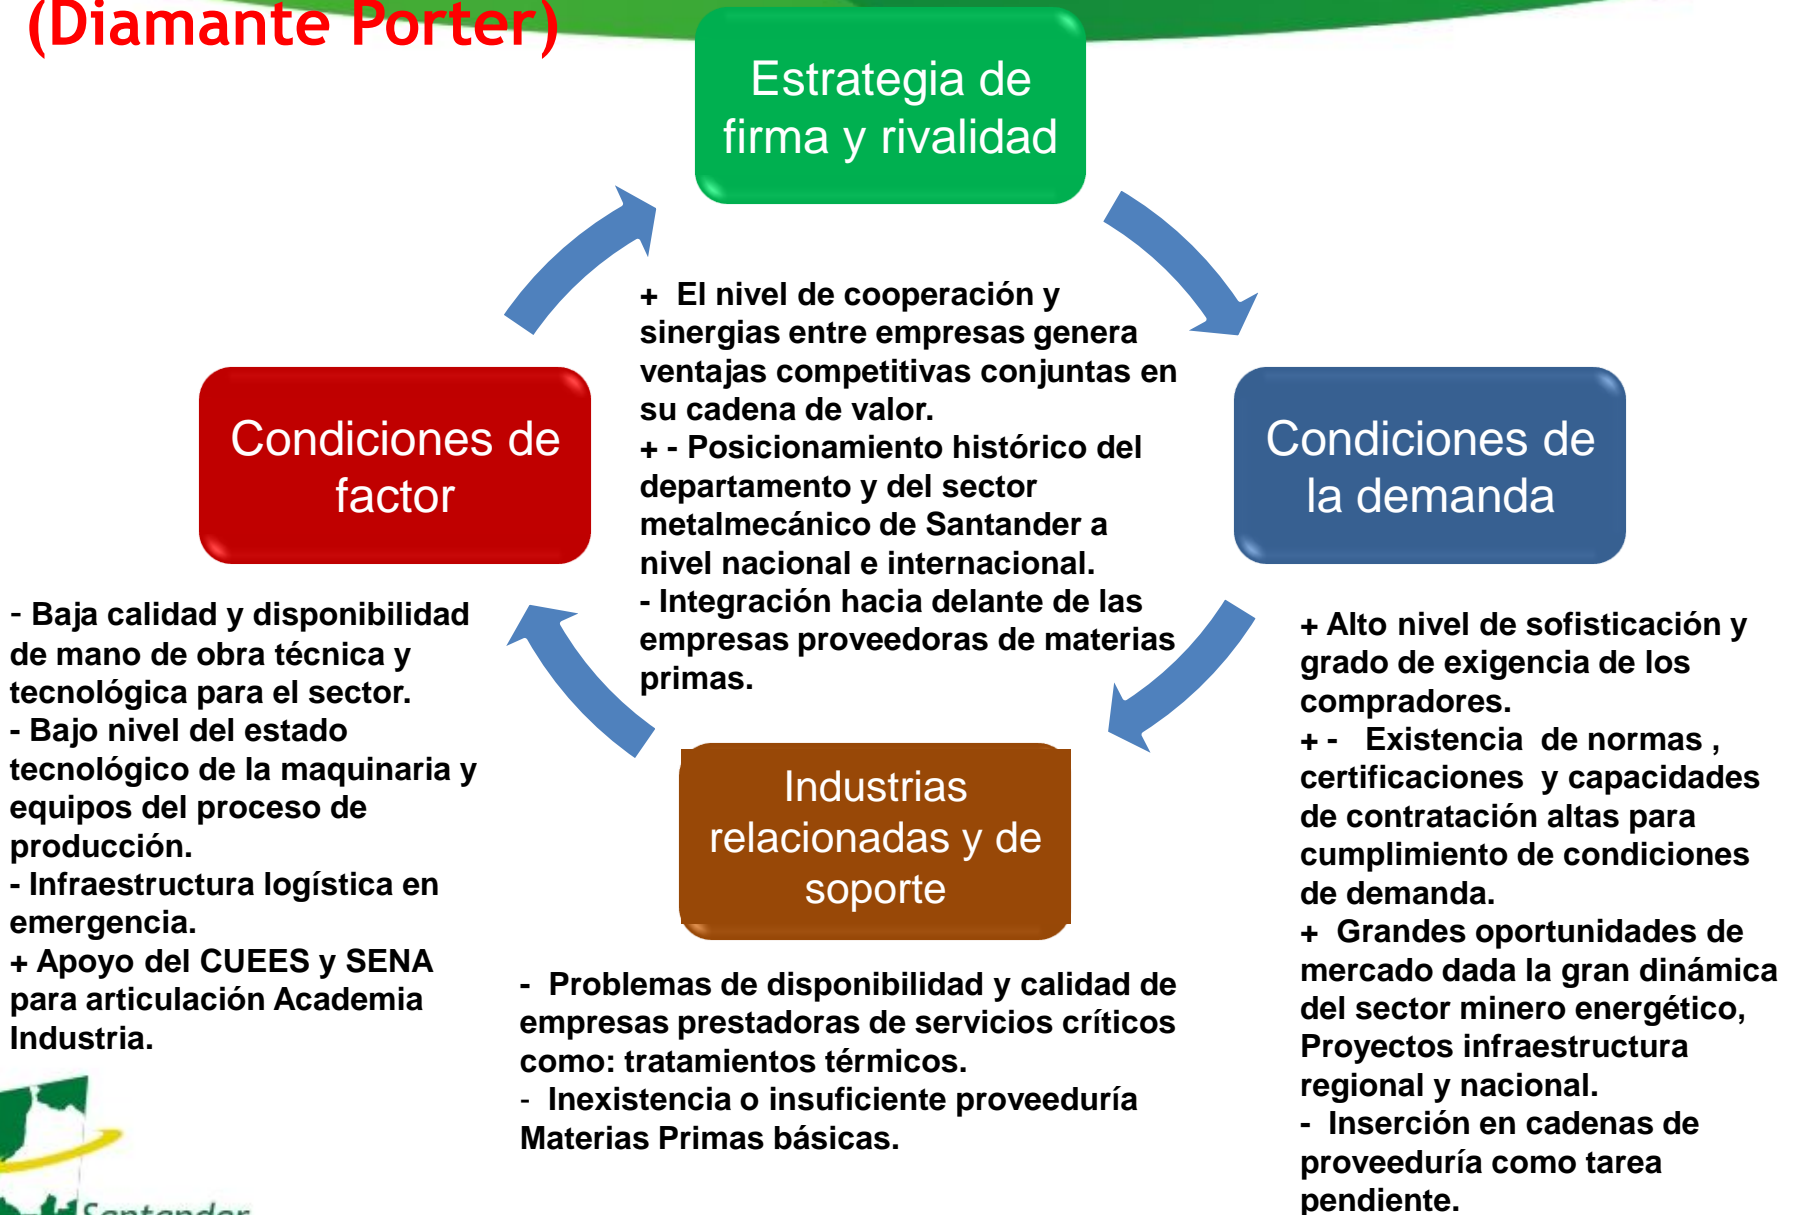 (Diamante Porter)
Estrategia de
firma y rivalidad
+  El nivel de cooperación y
sinergias entre empresas genera
ventajas competitivas conjuntas en
su cadena de valor.
+ - Posicionamiento histórico del
departamento y del sector
metalmecánico de Santander a
nivel nacional e internacional.
- Integración hacia delante de las
empresas proveedoras de materias
primas.
Condiciones de
factor
- Baja calidad y disponibilidad
de mano de obra técnica y
tecnológica para el sector.
- Bajo nivel del estado
tecnológico de la maquinaria y
equipos del proceso de
producción.
- Infraestructura logística en
emergencia.
+ Apoyo del CUEES y SENA
para articulación Academia
Industria.
Condiciones de
la demanda
+ Alto nivel de sofisticación y
grado de exigencia de los
compradores.
+ -   Existencia  de normas ,
certificaciones  y capacidades
de contratación altas para
cumplimiento de condiciones
de demanda.
+  Grandes oportunidades de
mercado dada la gran dinámica
del sector minero energético,
Proyectos infraestructura
regional y nacional.
-  Inserción en cadenas de
proveeduría como tarea
pendiente.
Industrias
relacionadas y de
soporte
-  Problemas de disponibilidad y calidad de
empresas prestadoras de servicios críticos
como: tratamientos térmicos.
-  Inexistencia o insuficiente proveeduría
Materias Primas básicas.
Santander